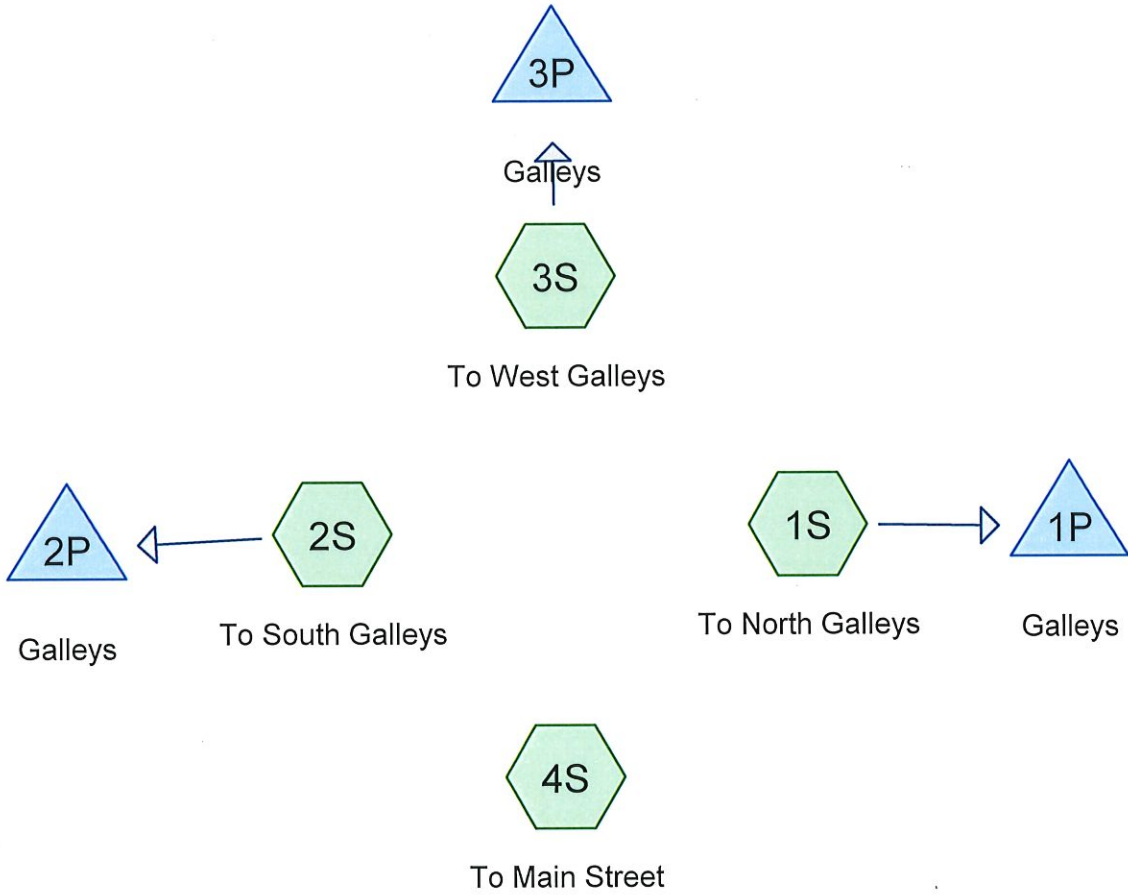 3P
Galleys
3S
To West Galleys
2P
2S
1S
1P
Galleys
To South Galleys
To North Galleys
Galleys
4S
To Main Street